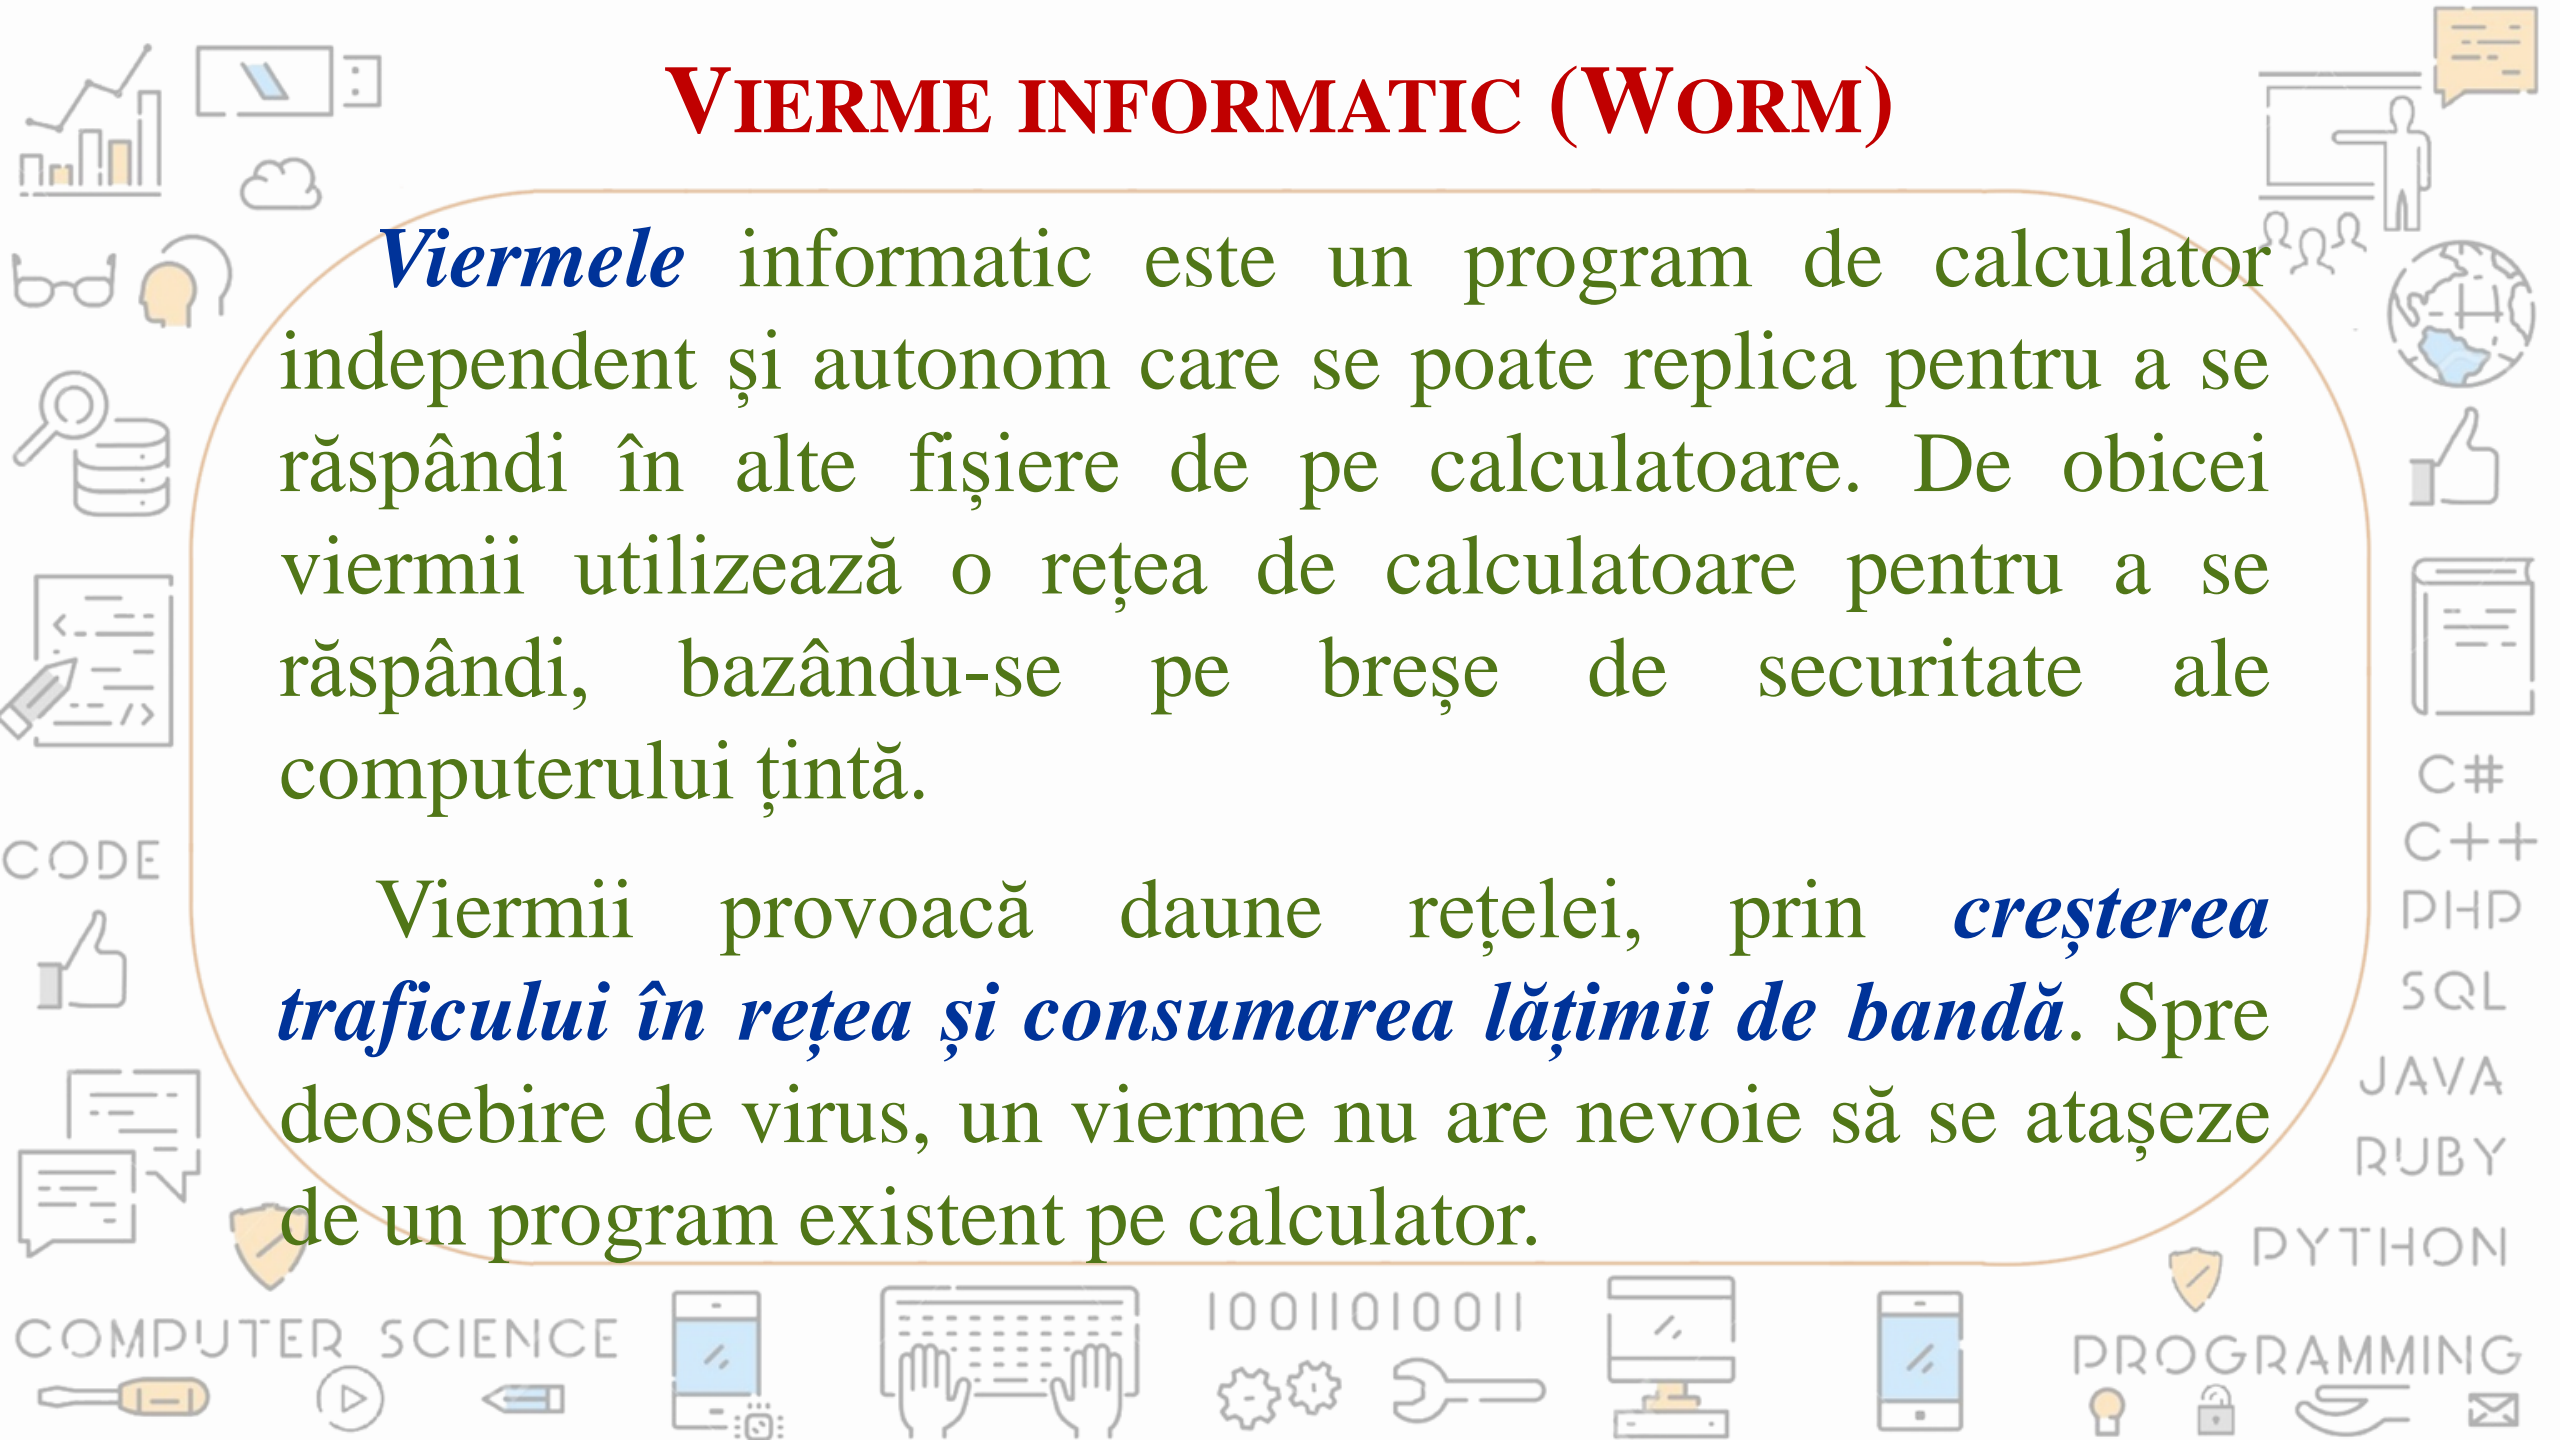 VIERME INFORMATIC (WORM)
Viermele informatic este un program de calculator
independent și autonom care se poate replica pentru a se
răspândi în alte fișiere de pe calculatoare. De obicei
viermii utilizează o rețea de calculatoare pentru a se
răspândi, bazându-se pe breșe de securitate ale
computerului țintă.
Viermii provoacă daune rețelei, prin creșterea
traficului în rețea și consumarea lățimii de bandă. Spre
deosebire de virus, un vierme nu are nevoie să se atașeze
de un program existent pe calculator.
CODE
C#
C++
PHP
SQL
JAVA
RUBY
PYTHON
PROGRAMMING
COMPUTER SCIENCE
10011010011